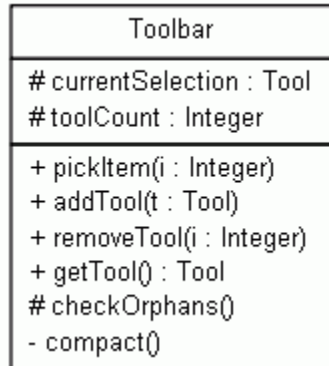 Toolbar
# currentSelection : Tool
# toolCount : Integer
+ pickItem(i : Integer)
+ addTool(t : Tool)
+ removeTool(i : Integer)
+ getTool() : Tool
# checkOrphans()
- compact()